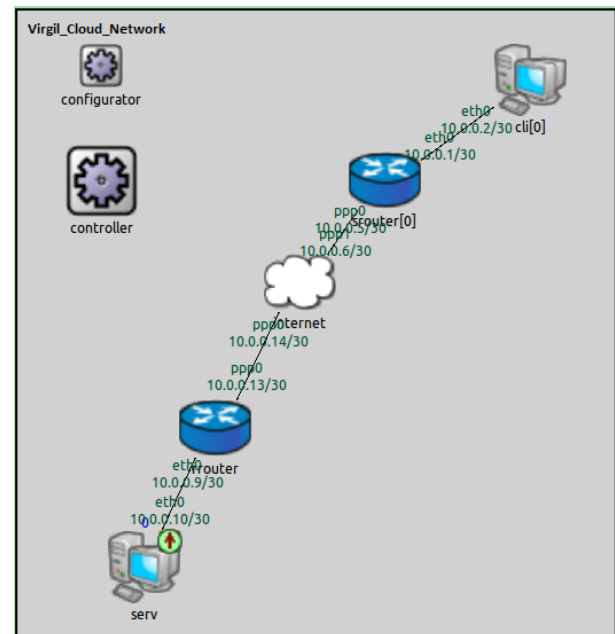 Virgil_Cloud_Network
configurator
controller
eth0
10.0.0.2/30
cli[0]
eth0
10.0.0.1/30
ppp0
srouter[0]
10.0.0.5/30
ppp1
10.0.0.6/30
internet
ppp0
10.0.0.14/30
ppp0
10.0.0.13/30
eth0
10.0.0.9/30
eth0
10.0.0.10/30
0
serv